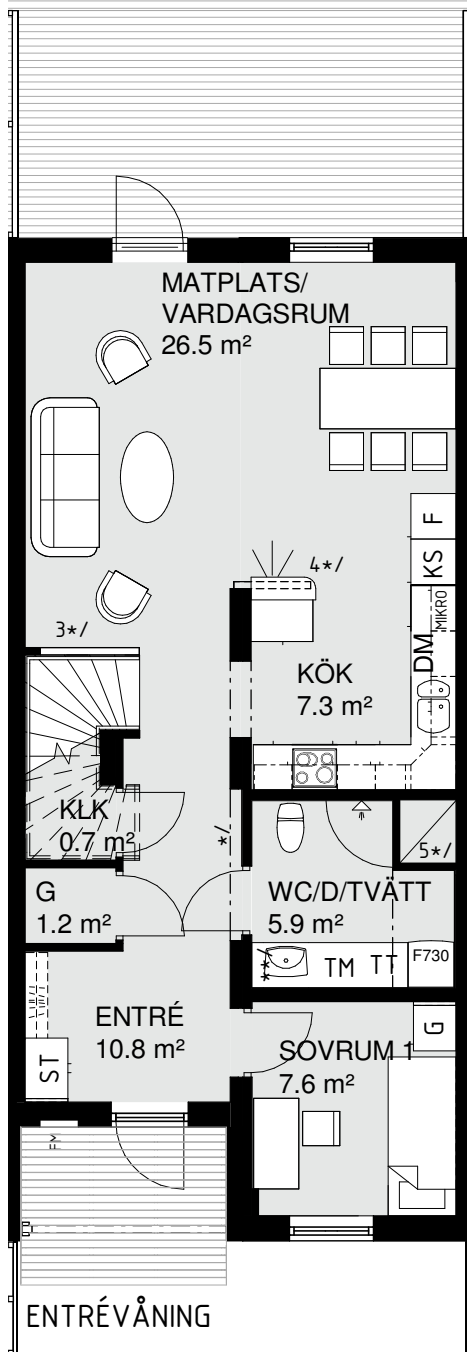 MATPLATS/
VARDAGSRUM
26.5 m²
F
KS
4*/
MIKRO
DM
3*/
KÖK
7.3 m²
KLK
0.7 m²
*/
5*/
G
1.2 m²
WC/D/TVÄTT
5.9 m²
**/
TM
TT
F730
ENTRÉ
10.8 m²
G
ST
SOVRUM 1
7.6 m²
FM
ENTRÉVÅNING